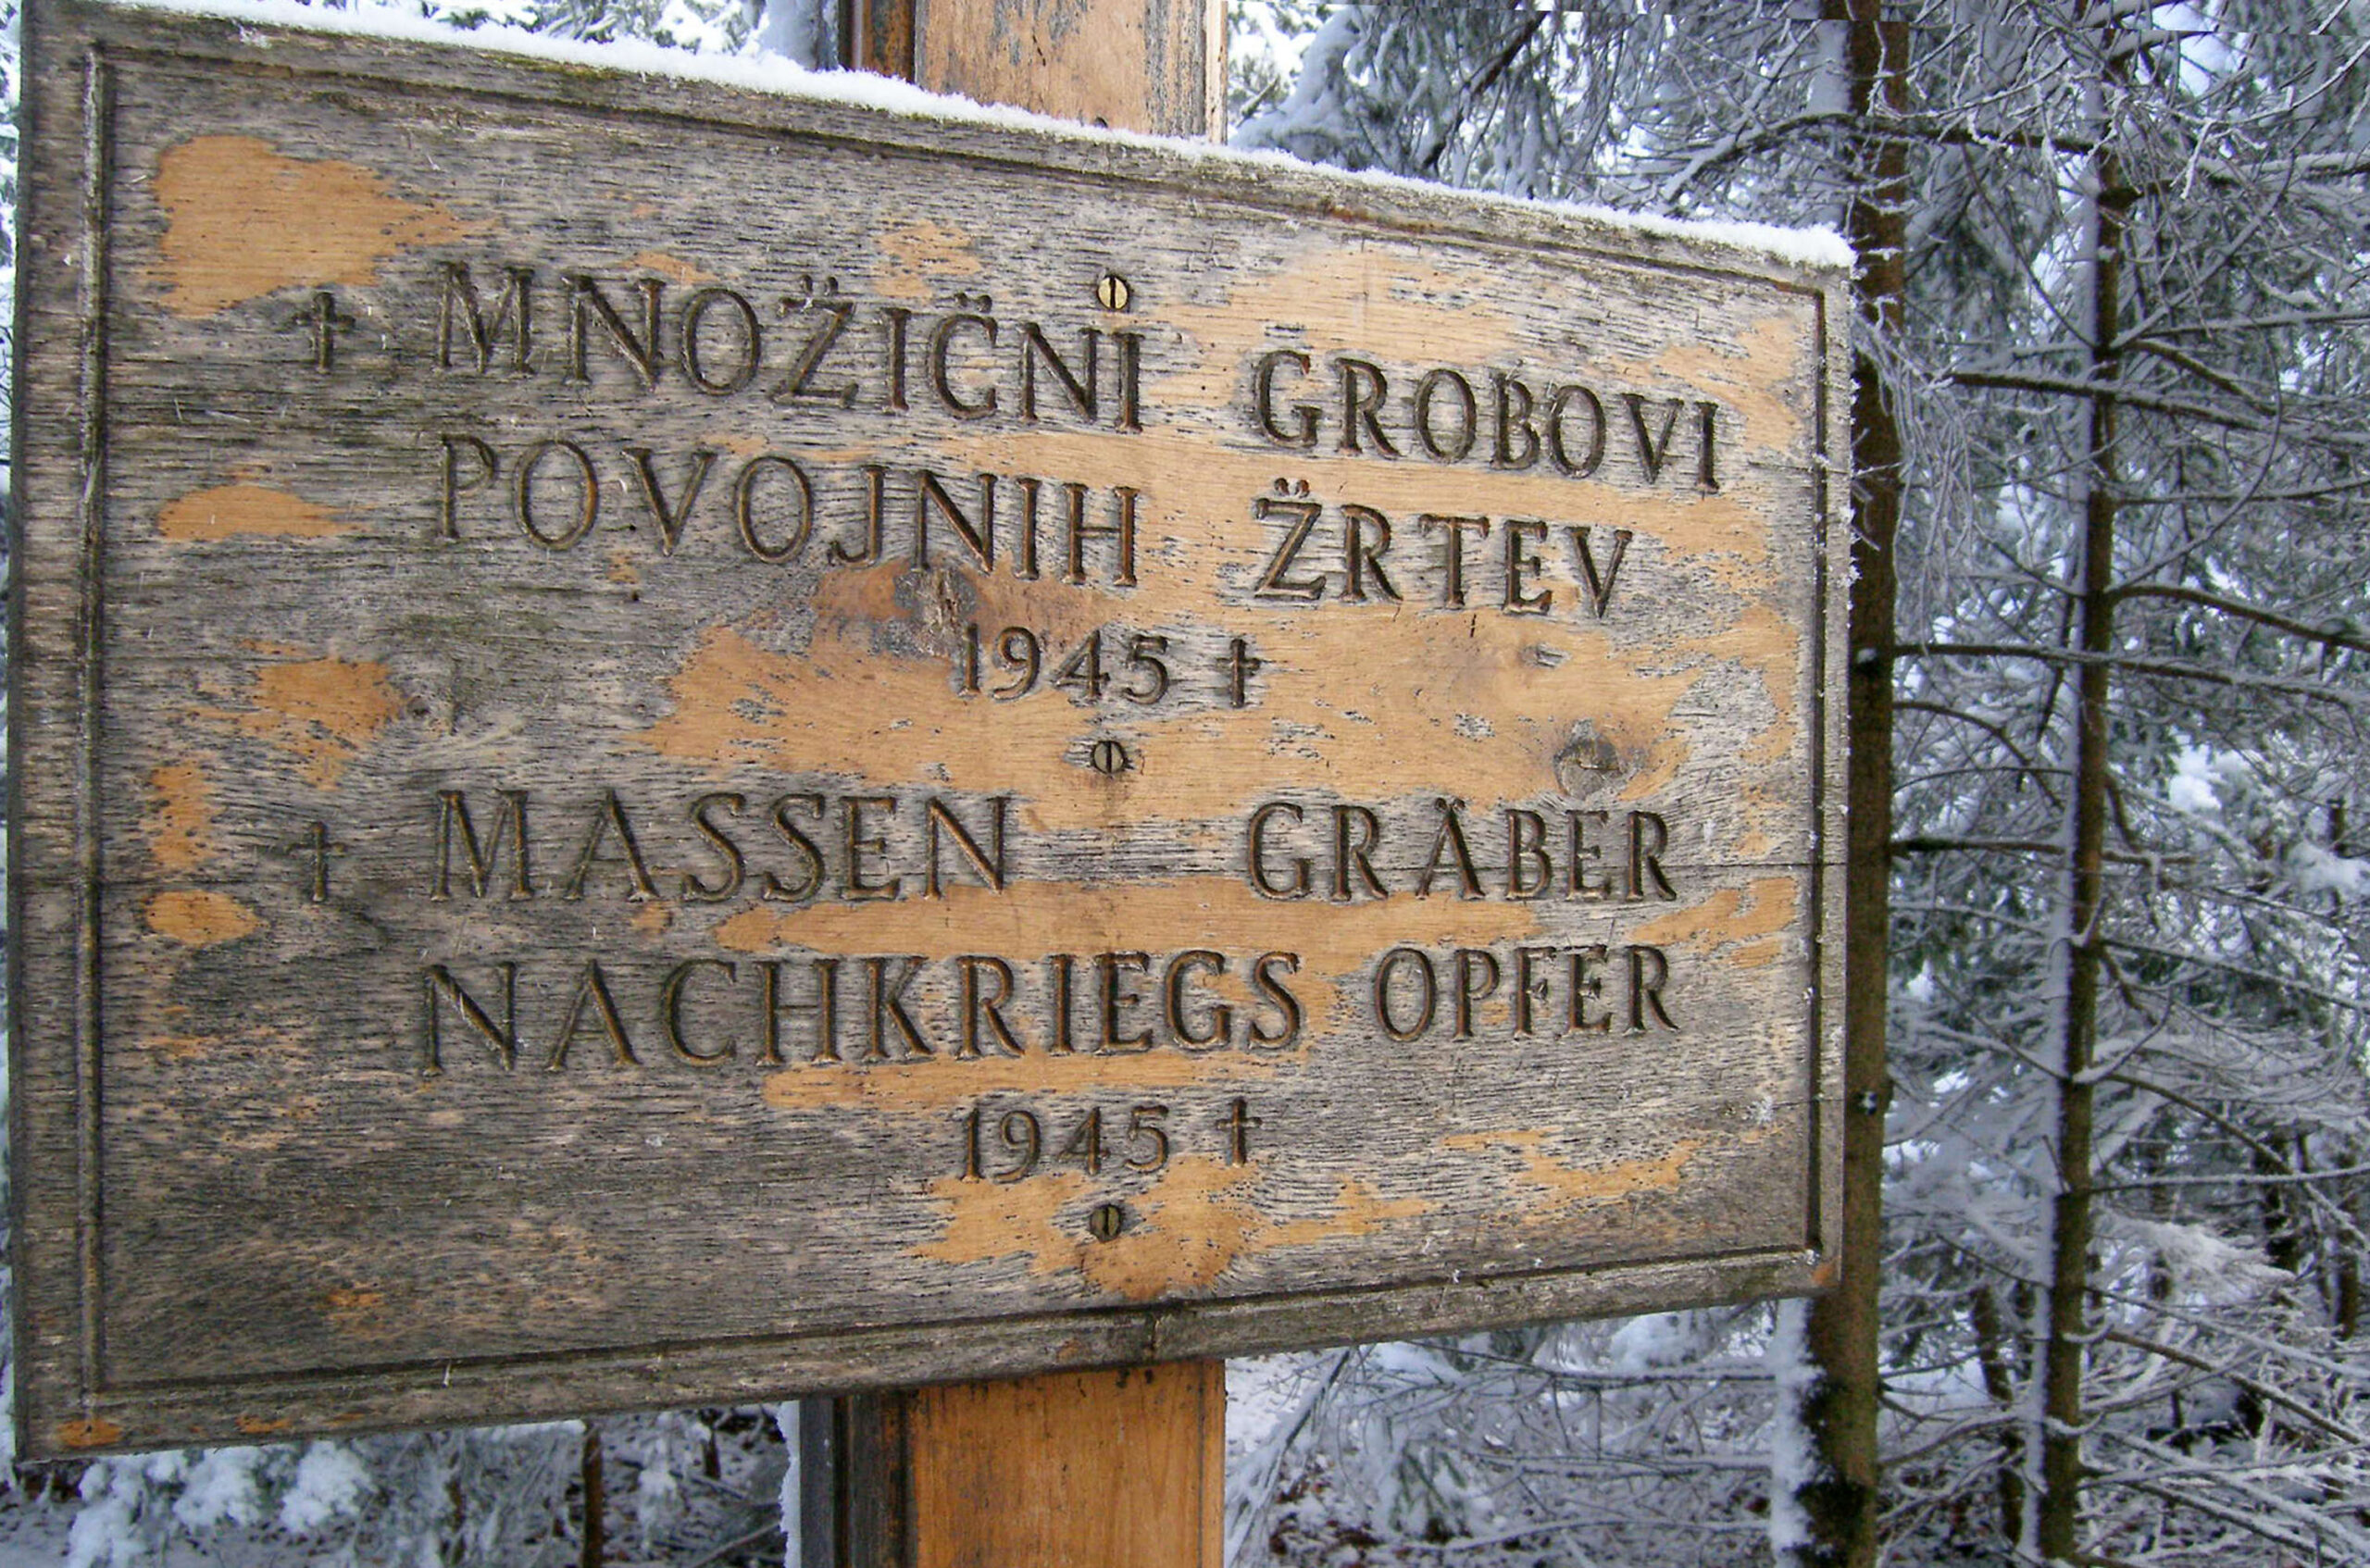 † MNOŽIČNI GROBOVI
POVOJNIH ŽRTEV
1945 †
† MASSEN GRÄBER
NACHKRIEGS OPFER
1945 †